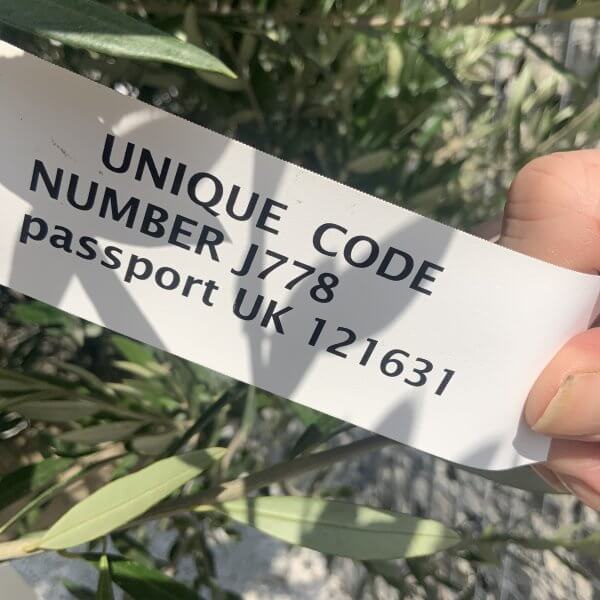 UNIQUE CODE
NUMBER J778
passport UK 121631